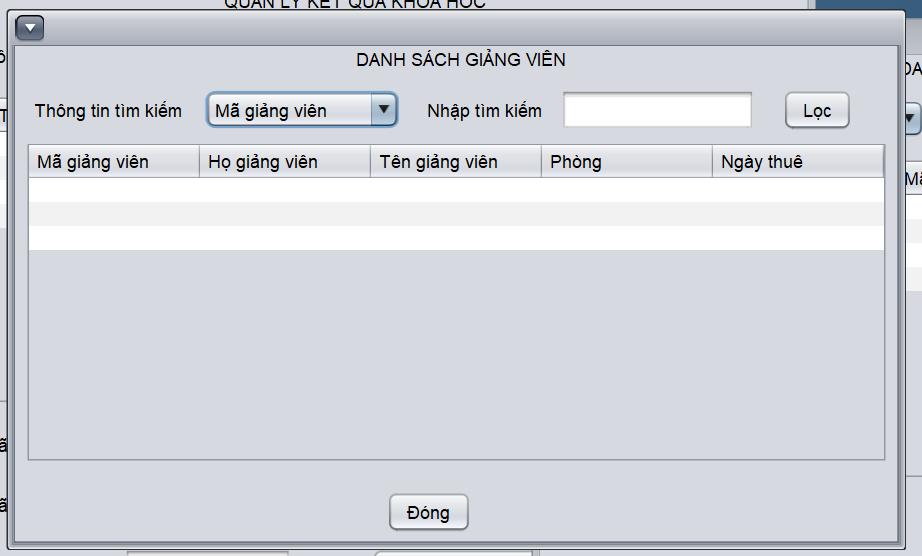 QUẢN LÝ KẾT QUẢ KHÓA HỌC
DANH SÁCH GIẢNG VIÊN
Thông tin tìm kiếm Mã giảng viên Nhập tìm kiếm Lọc
Mã giảng viên Họ giảng viên Tên giảng viên Phòng Ngày thuê
Đóng